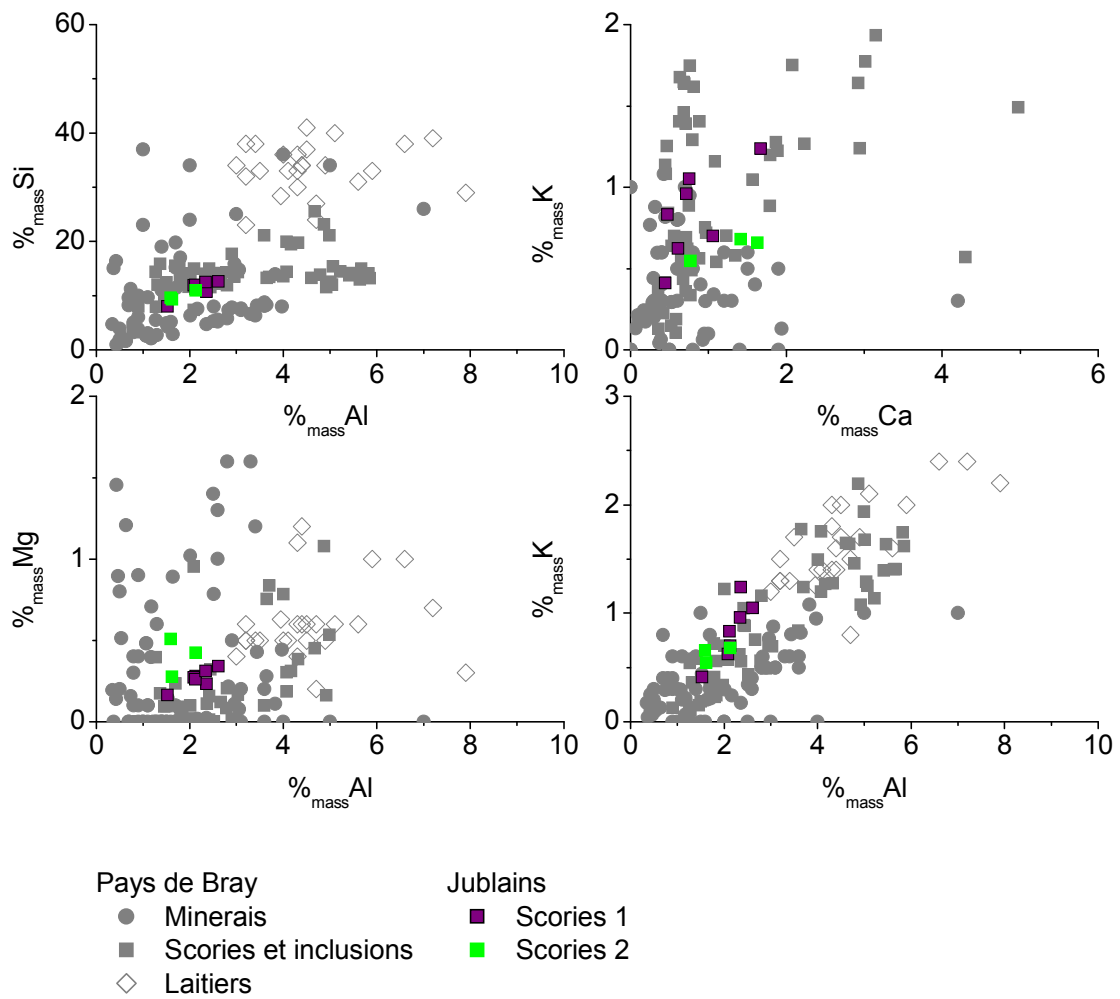 60
40
20
0
%massSi
0 2 4 6 8 10
%massAl
2
1
0
%massK
0 2 4 6
%massCa
2
1
0
%massMg
0 2 4 6 8 10
%massAl
3
2
1
0
%massK
0 2 4 6 8 10
%massAl
Pays de Bray
Minerais
Scories et inclusions
Laitiers
Jublains
Scories 1
Scories 2